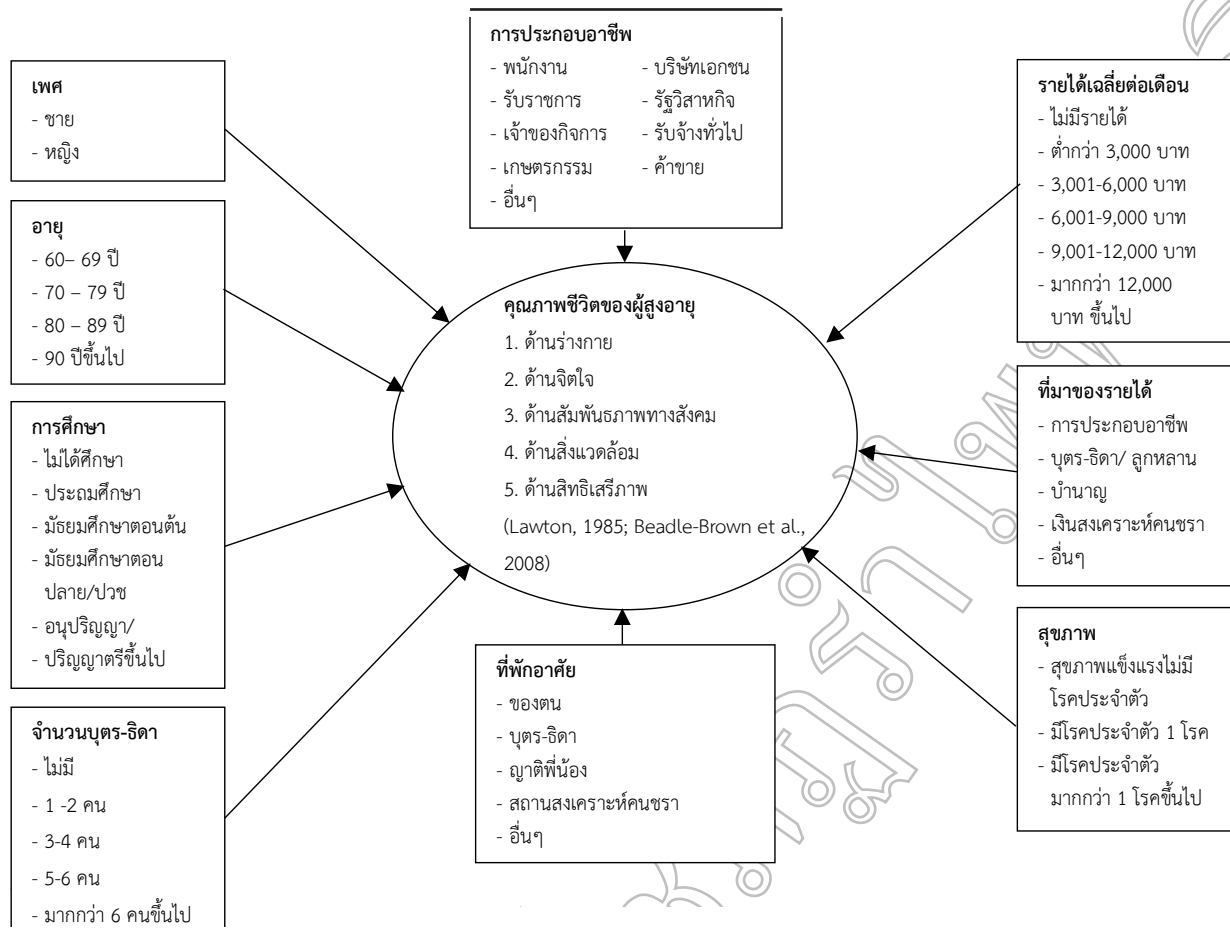 การประกอบอาชีพ
- พนักงาน - บริษัทเอกชน
- รับราชการ - รัฐวิสาหกิจ
- เจ้าของกิจการ - รับจ้างทั่วไป
- เกษตรกรรม - ค้าขาย
- อื่นๆ
เพศ
- ชาย
- หญิง
อายุ
- 60– 69 ปี
- 70 – 79 ปี
- 80 – 89 ปี
- 90 ปีขึ้นไป
การศึกษา
- ไม่ได้ศึกษา
- ประถมศึกษา
- มัธยมศึกษาตอนต้น
- มัธยมศึกษาตอน
ปลาย/ปวช
- อนุปริญญา/
- ปริญญาตรีขึ้นไป
จำนวนบุตร-ธิดา
- ไม่มี
- 1 -2 คน
- 3-4 คน
- 5-6 คน
- มากกว่า 6 คนขึ้นไป
คุณภาพชีวิตของผู้สูงอายุ
1. ด้านร่างกาย
2. ด้านจิตใจ
3. ด้านสัมพันธภาพทางสังคม
4. ด้านสิ่งแวดล้อม
5. ด้านสิทธิเสรีภาพ
(Lawton, 1985; Beadle-Brown et al.,
2008)
ที่พักอาศัย
- ของตน
- บุตร-ธิดา
- ญาติพี่น้อง
- สถานสงเคราะห์คนชรา
- อื่นๆ
รายได้เฉลี่ยต่อเดือน
- ไม่มีรายได้
- ต่ำกว่า 3,000 บาท
- 3,001-6,000 บาท
- 6,001-9,000 บาท
- 9,001-12,000 บาท
- มากกว่า 12,000
บาท ขึ้นไป
ที่มาของรายได้
- การประกอบอาชีพ
- บุตร-ธิดา/ ลูกหลาน
- บำนาญ
- เงินสงเคราะห์คนชรา
- อื่นๆ
สุขภาพ
- สุขภาพแข็งแรงไม่มี
โรคประจำตัว
- มีโรคประจำตัว 1 โรค
- มีโรคประจำตัว
มากกว่า 1 โรคขึ้นไป